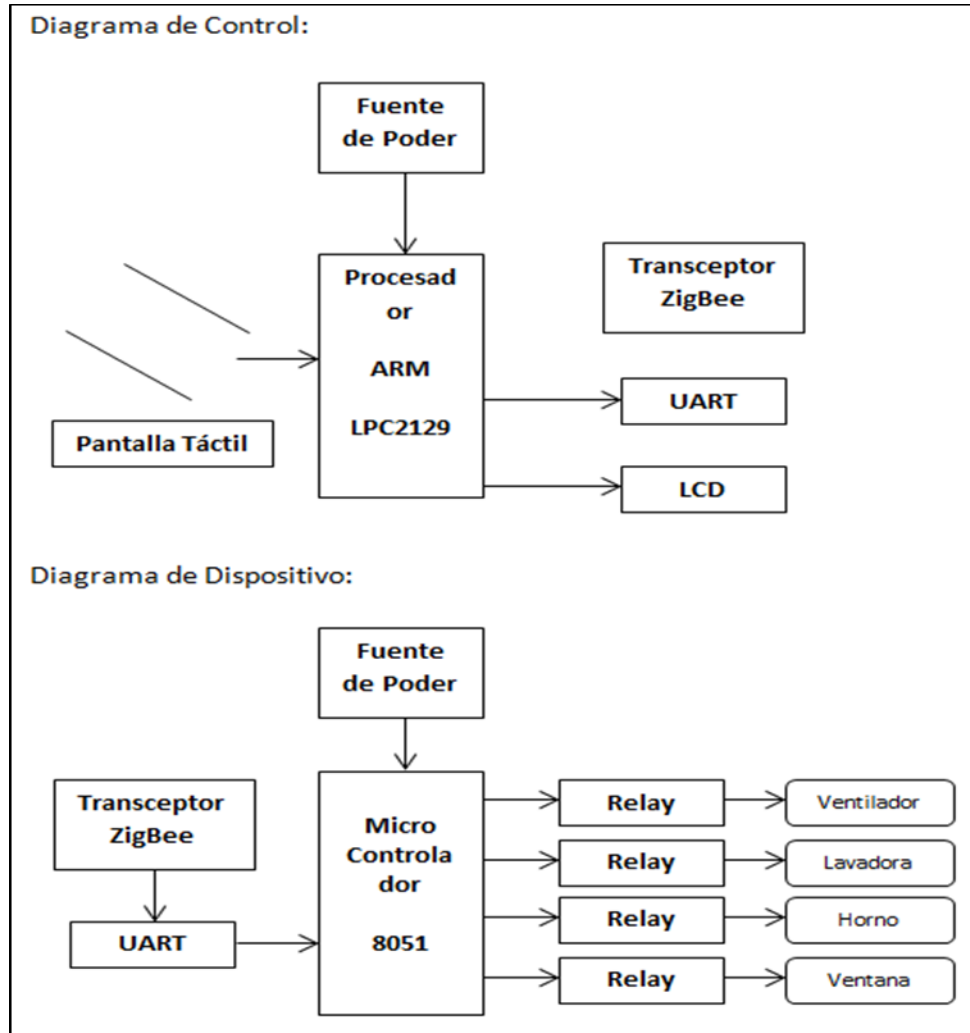 Diagrama de Control:
Fuente
de Poder
Procesad
or
ARM
LPC2129
Transceptor
ZigBee
UART
LCD
Pantalla Táctil
Diagrama de Dispositivo:
Fuente
de Poder
Transceptor
ZigBee
UART
Micro
Controla
dor
8051
Relay
Ventilador
Relay
Lavadora
Relay
Horno
Relay
Ventana